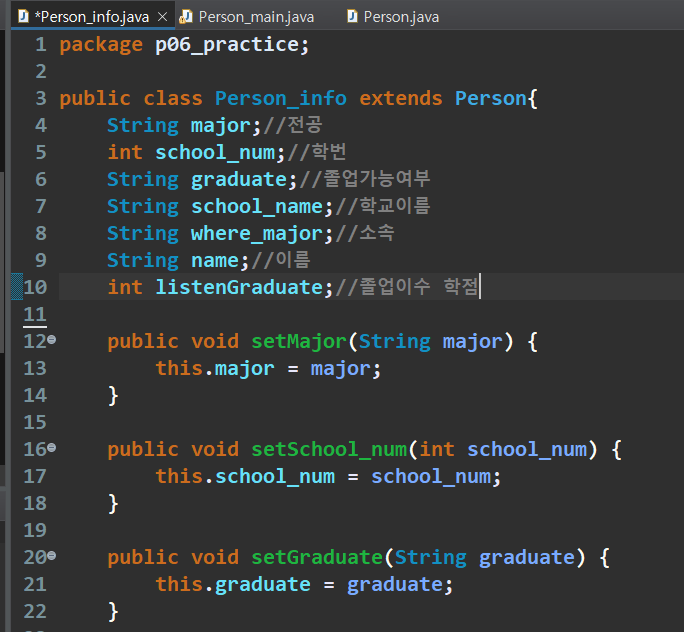 *Person_info.java Person_main.java Person.java
1 package p06_practice;
2
3 public class Person_info extends Person{
4 String major;//전공
5 int school_num;//학번
6 String graduate;//졸업가능여부
7 String school_name;//학교이름
8 String where_major;//소속
9 String name;//이름
10 int listenGraduate;//졸업이수 학점
11
12 public void setMajor(String major) {
13 this.major = major;
14 }
15
16 public void setSchool_num(int school_num) {
17 this.school_num = school_num;
18 }
19
20 public void setGraduate(String graduate) {
21 this.graduate = graduate;
22 }